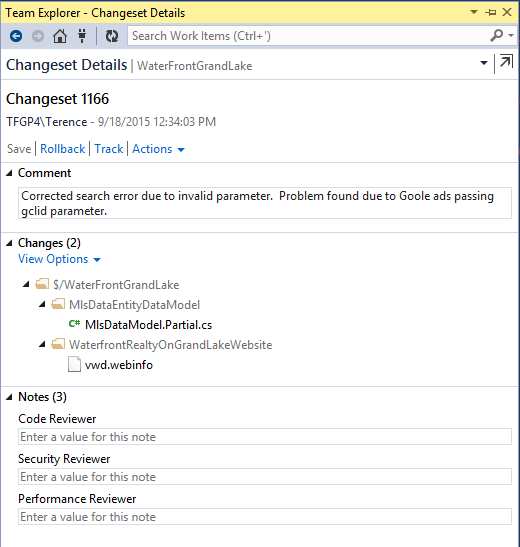 Team Explorer - Changeset Details
Search Work Items (Ctrl+')
Changeset Details | WaterFrontGrandLake
Changeset 1166
TFGP4\Terence - 9/18/2015 12:34:03 PM
Save | Rollback | Track | Actions
Comment
Corrected search error due to invalid parameter.  Problem found due to Goole ads passing
gclid parameter.
Changes (2)
View Options
$/WaterFrontGrandLake
MlsDataEntityDataModel
C# MlsDataModel.Partial.cs
WaterfrontRealtyOnGrandLakeWebsite
vwd.webinfo
Notes (3)
Code Reviewer
Enter a value for this note
Security Reviewer
Enter a value for this note
Performance Reviewer
Enter a value for this note